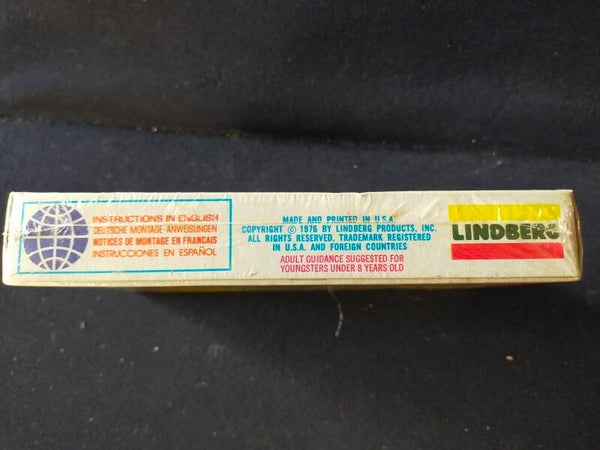 INSTRUCTIONS IN ENGLISH
DEUTSCHE MONTAGE-ANWEISUNGEN
NOTICES DE MONTAGE EN FRANCAIS
INSTRUCCIONES EN ESPAÑOL
MADE AND PRINTED IN U.S.A.
COPYRIGHT © 1976 BY LINDBERG PRODUCTS, INC.
ALL RIGHTS RESERVED. TRADEMARK REGISTERED
IN U.S.A. AND FOREIGN COUNTRIES
ADULT GUIDANCE SUGGESTED FOR
YOUNGSTERS UNDER 8 YEARS OLD
LINDBERG